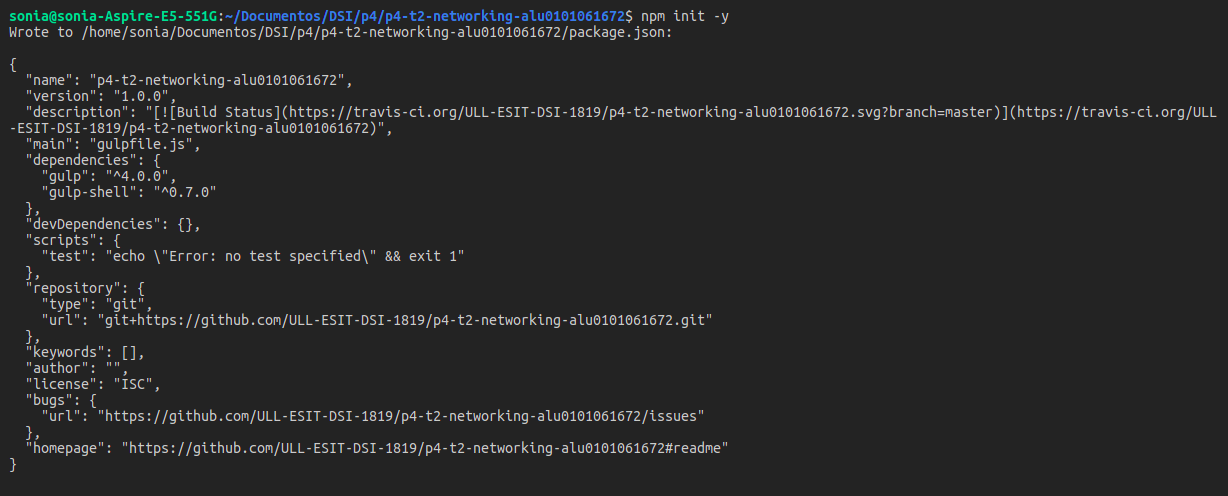 sonia@sonia-Aspire-E5-551G:~/Documentos/DSI/p4/p4-t2-networking-alu0101061672$ npm init -y
Wrote to /home/sonia/Documentos/DSI/p4/p4-t2-networking-alu0101061672/package.json:

{
  "name": "p4-t2-networking-alu0101061672",
  "version": "1.0.0",
  "description": "[![Build Status](https://travis-ci.org/ULL-ESIT-DSI-1819/p4-t2-networking-alu0101061672.svg?branch=master)](https://travis-ci.org/ULL
-ESIT-DSI-1819/p4-t2-networking-alu0101061672)",
  "main": "gulpfile.js",
  "dependencies": {
    "gulp": "^4.0.0",
    "gulp-shell": "^0.7.0"
  },
  "devDependencies": {},
  "scripts": {
    "test": "echo \"Error: no test specified\" && exit 1"
  },
  "repository": {
    "type": "git",
    "url": "git+https://github.com/ULL-ESIT-DSI-1819/p4-t2-networking-alu0101061672.git"
  },
  "keywords": [],
  "author": "",
  "license": "ISC",
  "bugs": {
    "url": "https://github.com/ULL-ESIT-DSI-1819/p4-t2-networking-alu0101061672/issues"
  },
  "homepage": "https://github.com/ULL-ESIT-DSI-1819/p4-t2-networking-alu0101061672#readme"
}